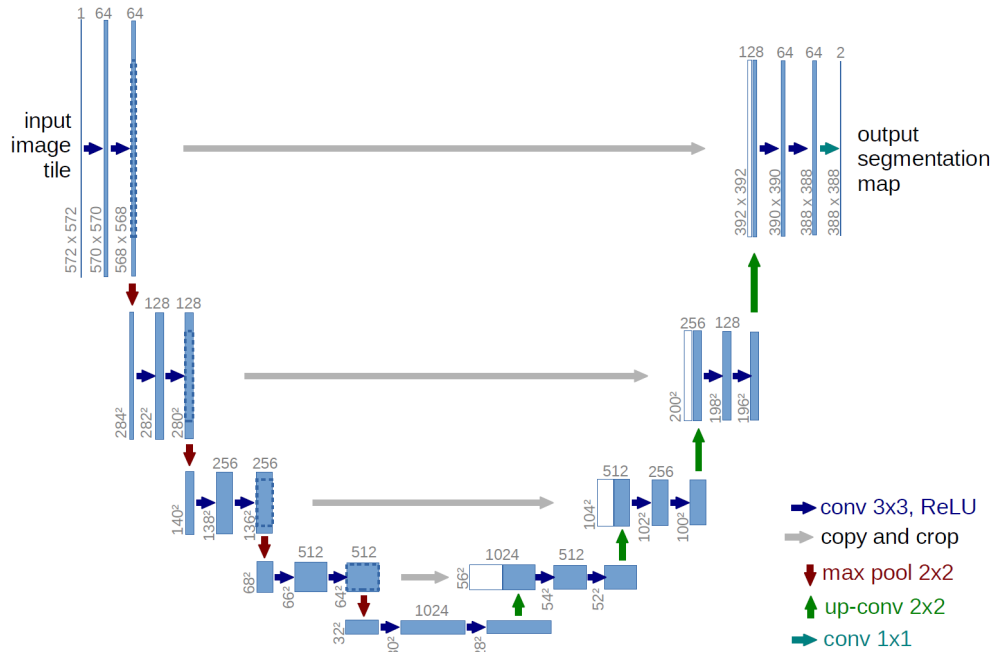 1 64 64
128
64
64
2
input
image
tile
output
segmentation
map
572 x 572
570 x 570
568 x 568
392 x 392
390 x 390
388 x 388
388 x 388
128 128
256
128
284²
282²
280²
200²
198²
196²
256
256
512
256
140²
138²
136²
104²
102²
100²
conv 3x3, ReLU
copy and crop
max pool 2x2
up-conv 2x2
conv 1x1
512
512
1024
512
68²
66²
64²
56²
54²
52²
1024
32²